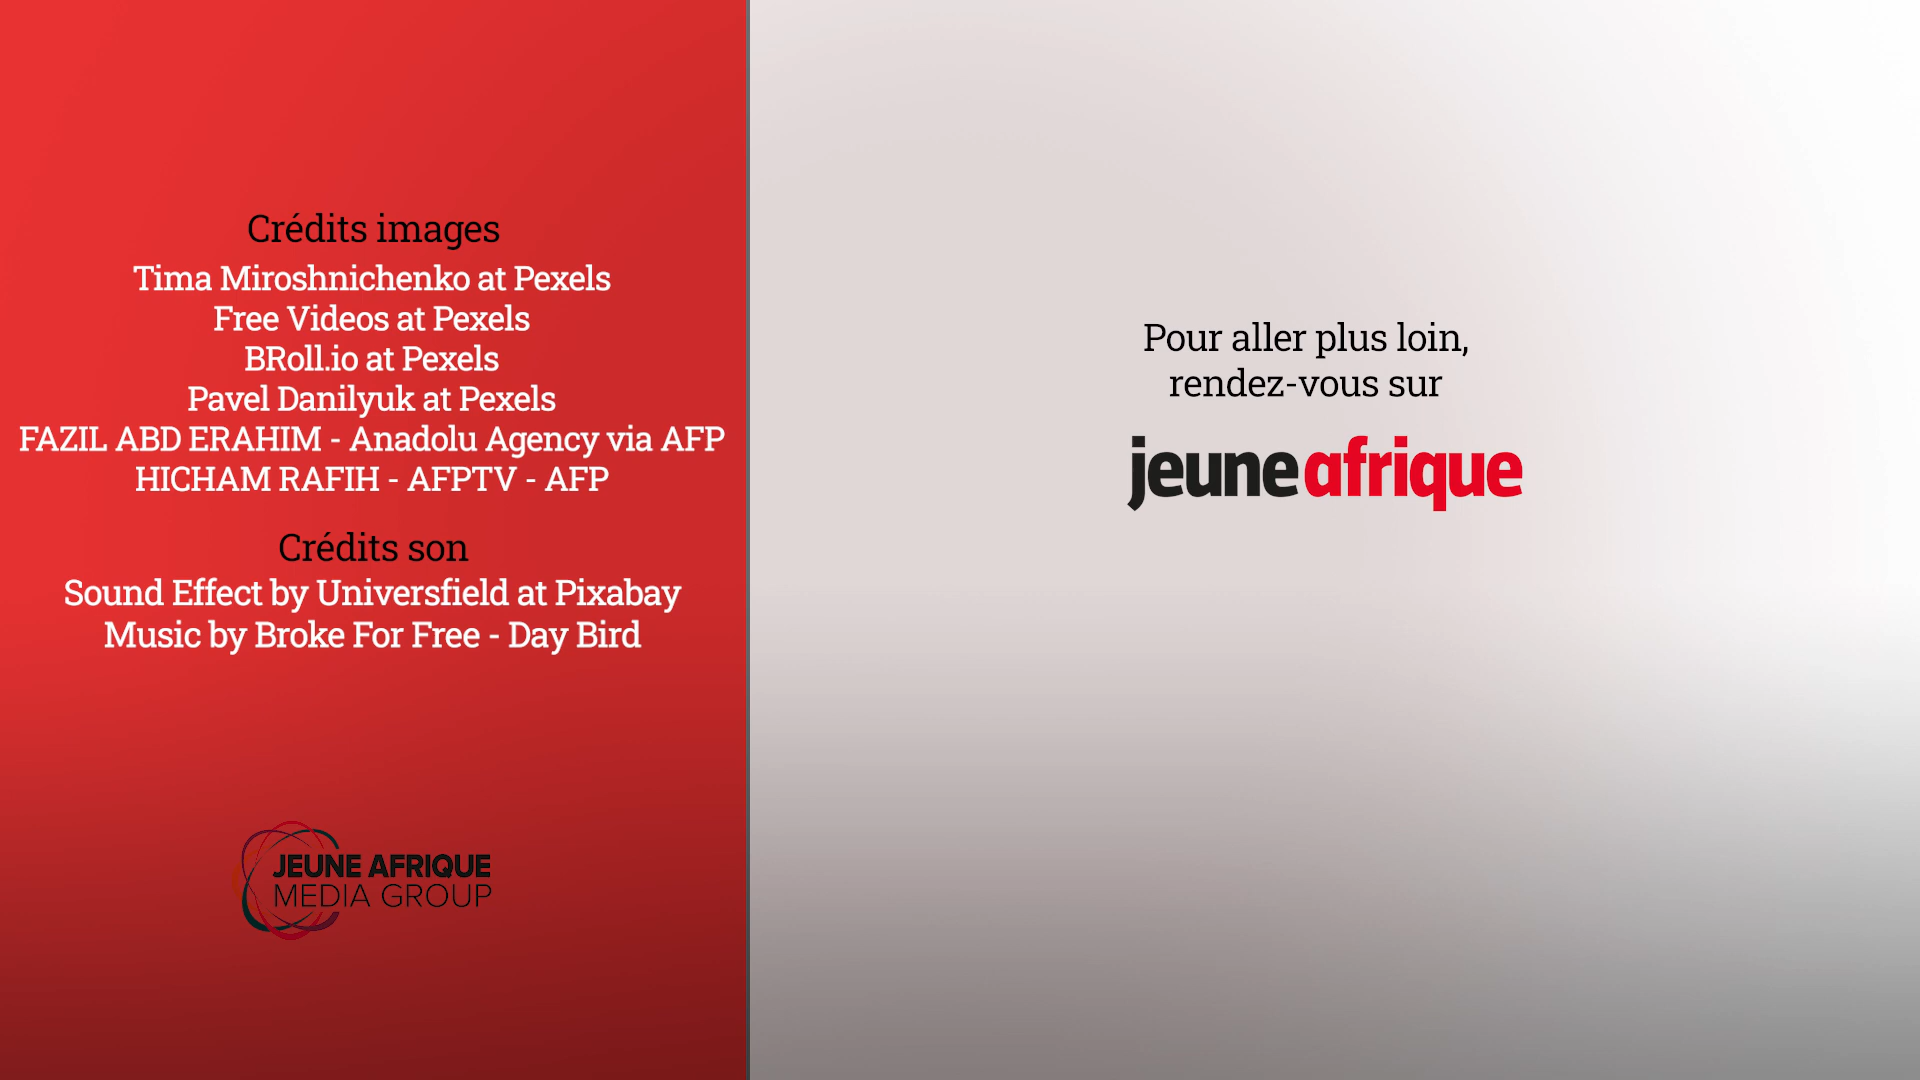 Crédits images
Tima Miroshnichenko at Pexels
Free Videos at Pexels
BRoll.io at Pexels
Pavel Danilyuk at Pexels
FAZIL ABD ERAHIM - Anadolu Agency via AFP
HICHAM RAFIH - AFPTV - AFP
Crédits son
Sound Effect by Universfield at Pixabay
Music by Broke For Free - Day Bird
JEUNE AFRIQUE
MEDIA GROUP
Pour aller plus loin,
rendez-vous sur
jeuneafrique